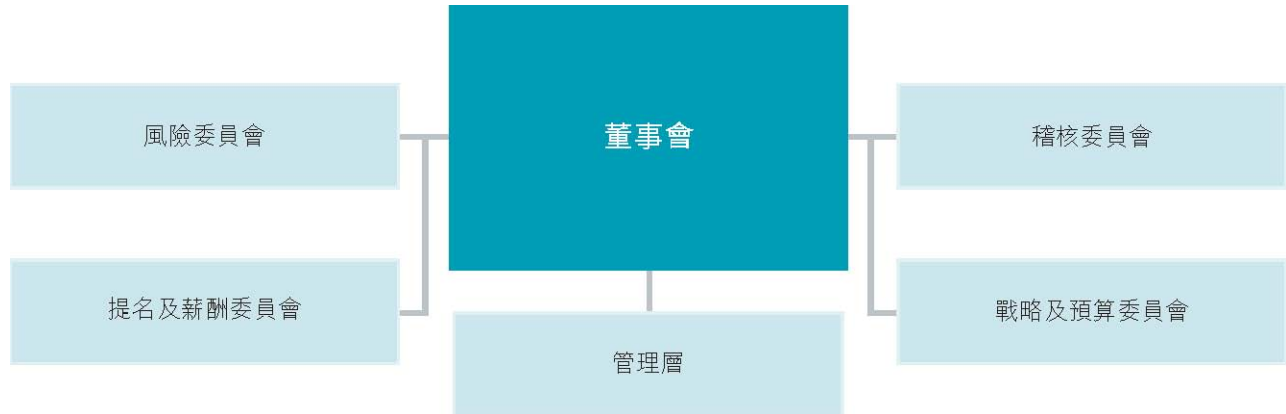 董事會
風險委員會
稽核委員會
提名及薪酬委員會
戰略及預算委員會
管理層